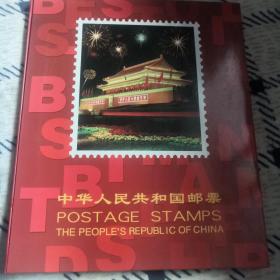 中华人民共和国邮票
POSTAGE STAMPS
THE PEOPLE'S REPUBLIC OF CHINA